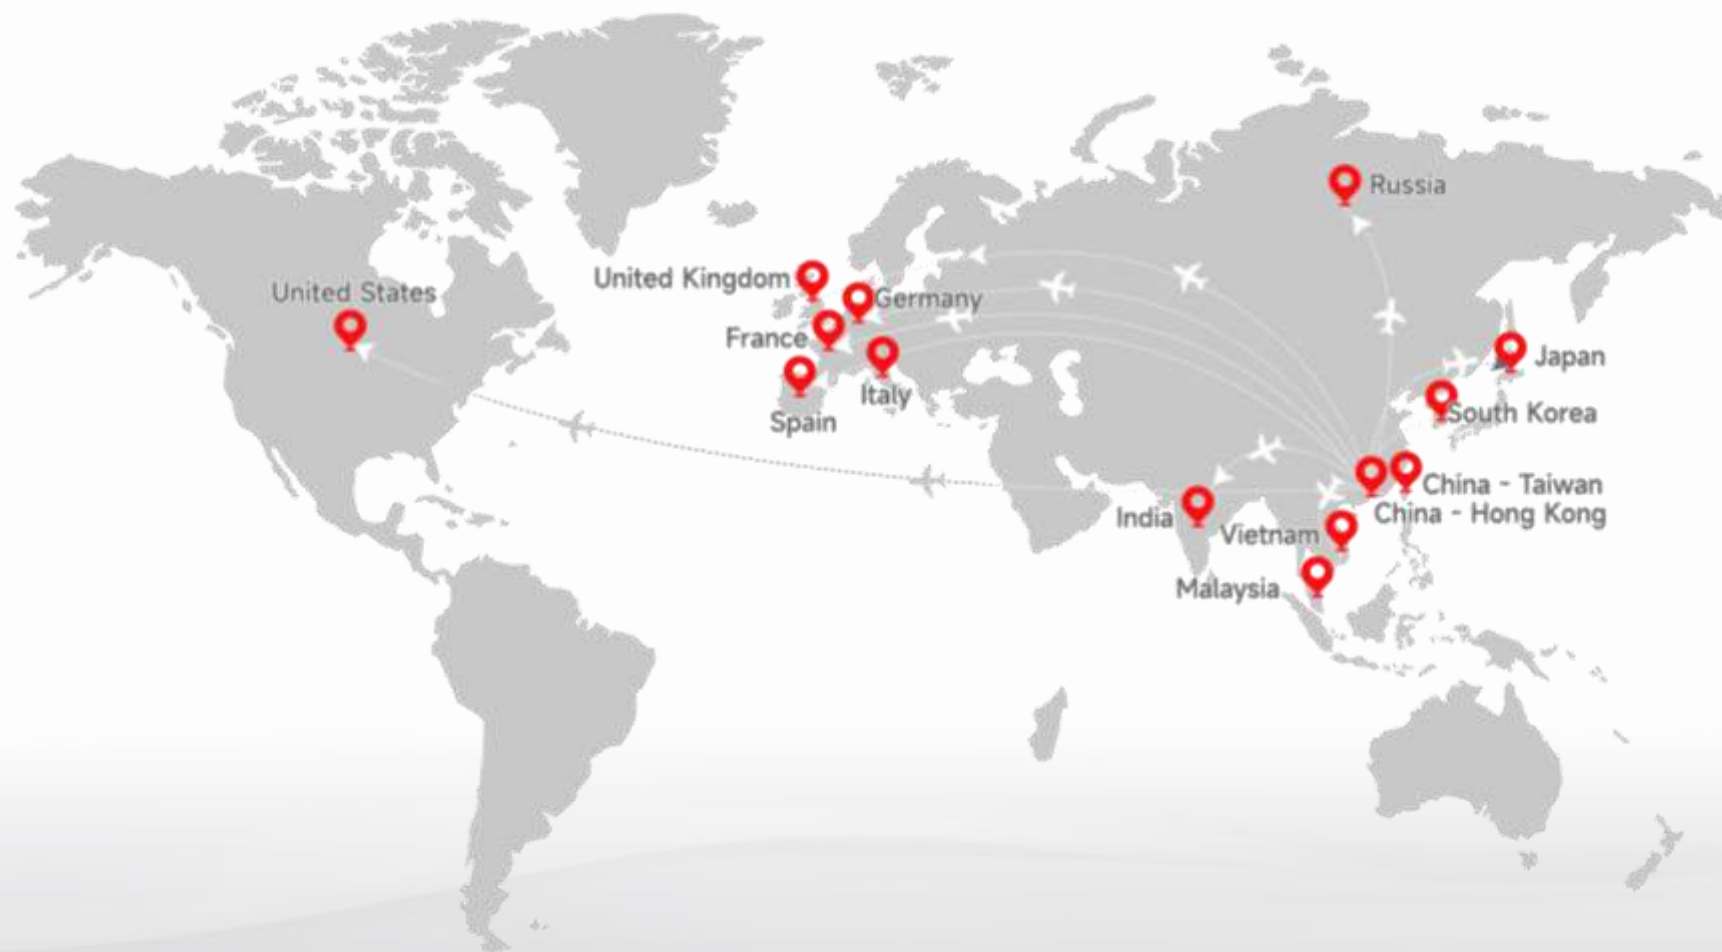 Russia
United Kingdom
United States
Germany
France
Japan
Italy
South Korea
Spain
China - Taiwan
China - Hong Kong
India
Vietnam
Malaysia